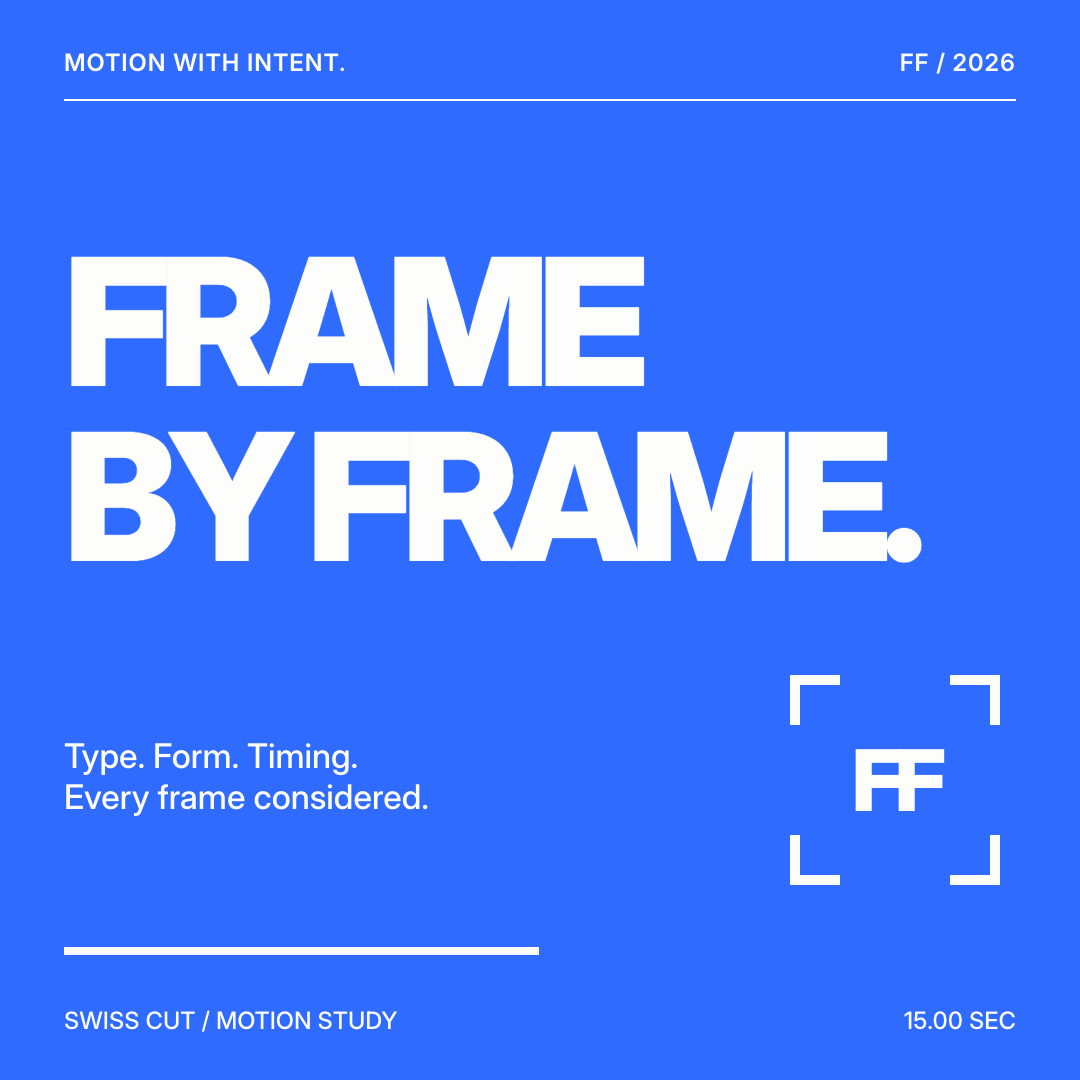 MOTION WITH INTENT.
FF / 2026
FRAME
BY FRAME.
Type. Form. Timing.
Every frame considered.
FF
SWISS CUT / MOTION STUDY
15.00 SEC